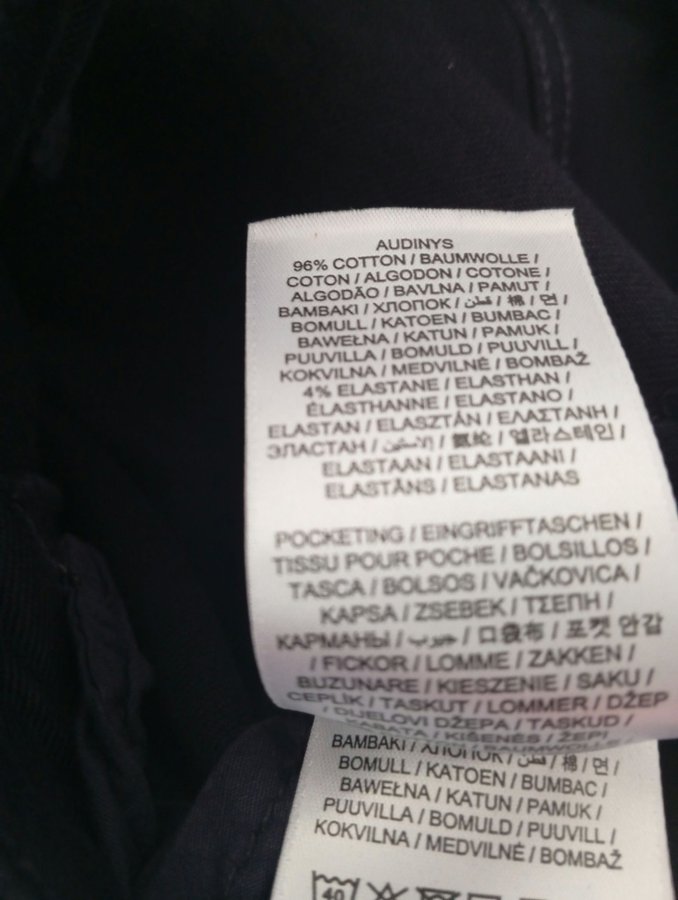 AUDINYS
96% COTTON / BAUMWOLLE /
COTON / ALGODON / COTONE /
ALGODÃO / BAVLNA / PAMUT /
BAMBAKI / ХЛОПОК / قطن / 棉 / 면 /
BOMULL / KATOEN / BUMBAC /
BAWEŁNA / KATUN / PAMUK /
PUUVILLA / BOMULD / PUUVILL /
KOKVILNA / MEDVILNĖ / BOMBAŽ
4% ELASTANE / ELASTHAN /
ÉLASTHANNE / ELASTANO /
ELASTAN / ELASZTÁN / ΕΛΑΣΤΑΝΗ /
ЭЛАСТАН / / 氨纶 / 엘라스테인 /
ELASTAAN / ELASTAANI /
ELASTĀNS / ELASTANAS
POCKETING / EINGRIFFTASCHEN /
TISSU POUR POCHE / BOLSILLOS /
TASCA / BOLSOS / VAČKOVICA /
KAPSA / ZSEBEK / ΤΣΕΠΗ /
КАРМАНЫ / جيوب / 口袋布 / 포켓 안감
/ FICKOR / LOMME / ZAKKEN /
BUZUNARE / KIESZENIE / SAKU /
CEPLİK / TASKUT / LOMMER / DŽEP
/ DIJELOVI DŽEPA / TASKUD /
KABATA / KIŠENĖS / ŽEPI
BAUMWOLLE
BAMBAKI / ХЛОПОК / قطن / 棉 / 면 /
BOMULL / KATOEN / BUMBAC /
BAWEŁNA / KATUN / PAMUK /
PUUVILLA / BOMULD / PUUVILL /
KOKVILNA / MEDVILNĖ / BOMBAŽ
40